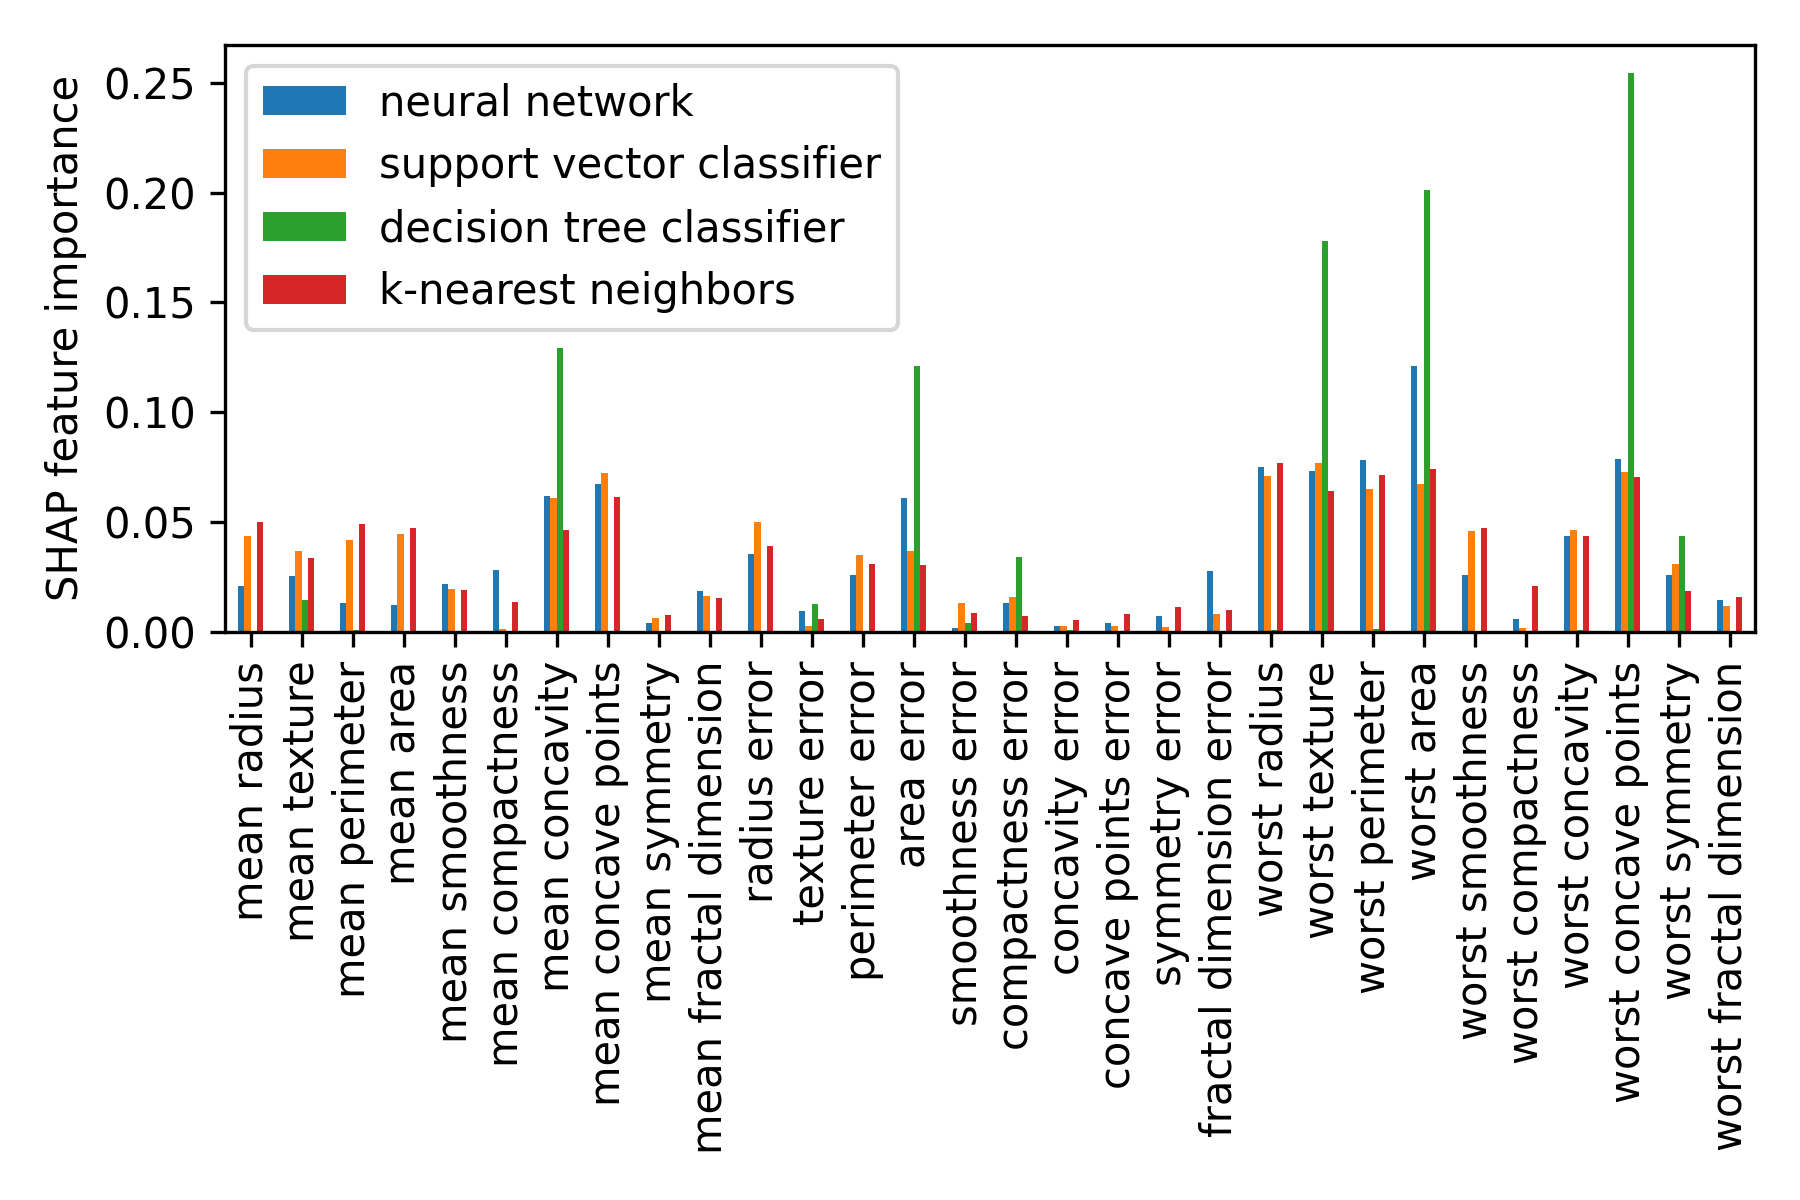 SHAP feature importance
0.25
0.20
0.15
0.10
0.05
0.00
neural network
support vector classifier
decision tree classifier
k-nearest neighbors
mean radius
mean texture
mean perimeter
mean area
mean smoothness
mean compactness
mean concavity
mean concave points
mean symmetry
mean fractal dimension
radius error
texture error
perimeter error
area error
smoothness error
compactness error
concavity error
concave points error
symmetry error
fractal dimension error
worst radius
worst texture
worst perimeter
worst area
worst smoothness
worst compactness
worst concavity
worst concave points
worst symmetry
worst fractal dimension